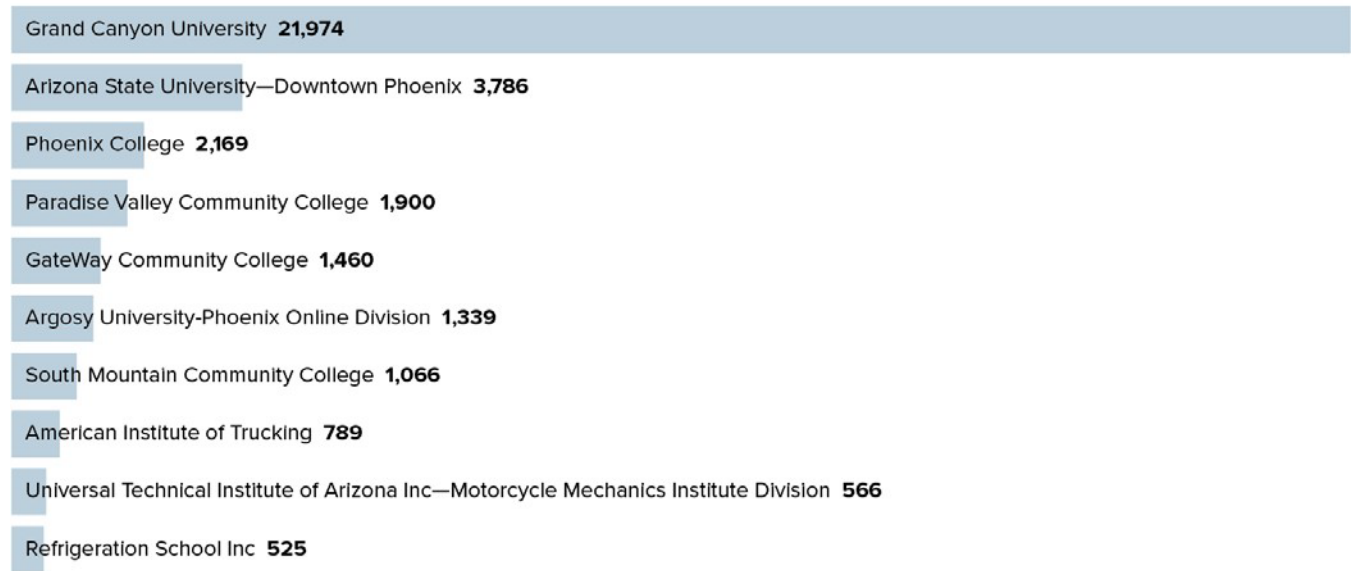 Grand Canyon University 21,974
Arizona State University—Downtown Phoenix 3,786
Phoenix College 2,169
Paradise Valley Community College 1,900
GateWay Community College 1,460
Argosy University-Phoenix Online Division 1,339
South Mountain Community College 1,066
American Institute of Trucking 789
Universal Technical Institute of Arizona Inc—Motorcycle Mechanics Institute Division 566
Refrigeration School Inc 525